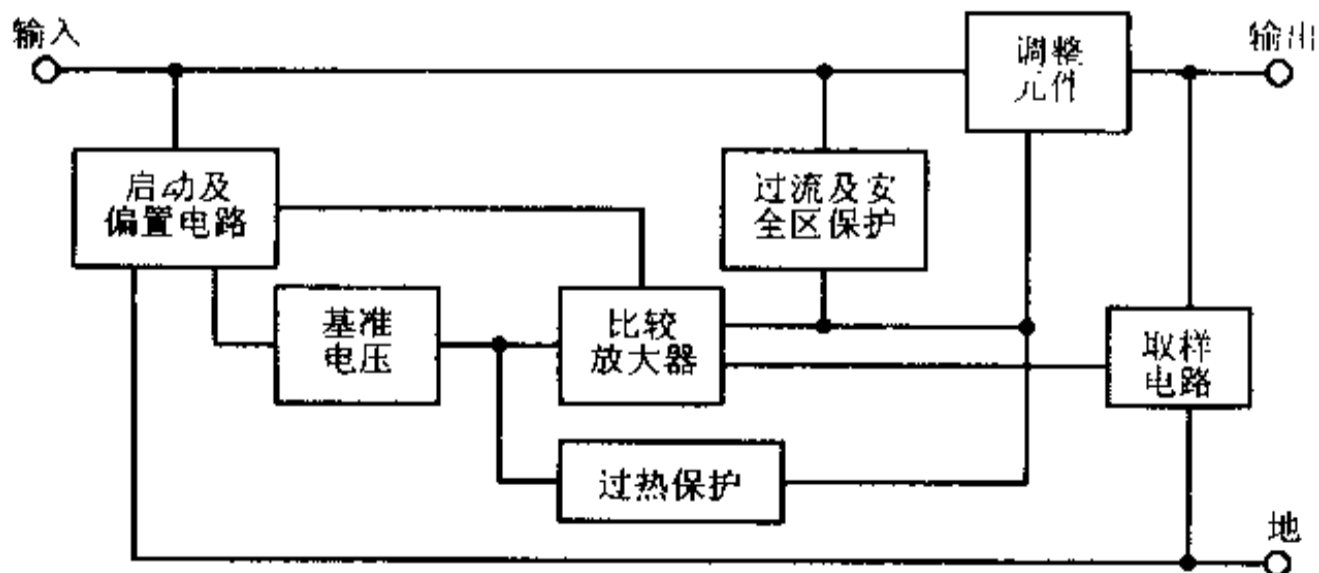 输入
调整
元件
输出
启动及
偏置电路
过流及安
全区保护
基准
电压
比较
放大器
取样
电路
过热保护
地